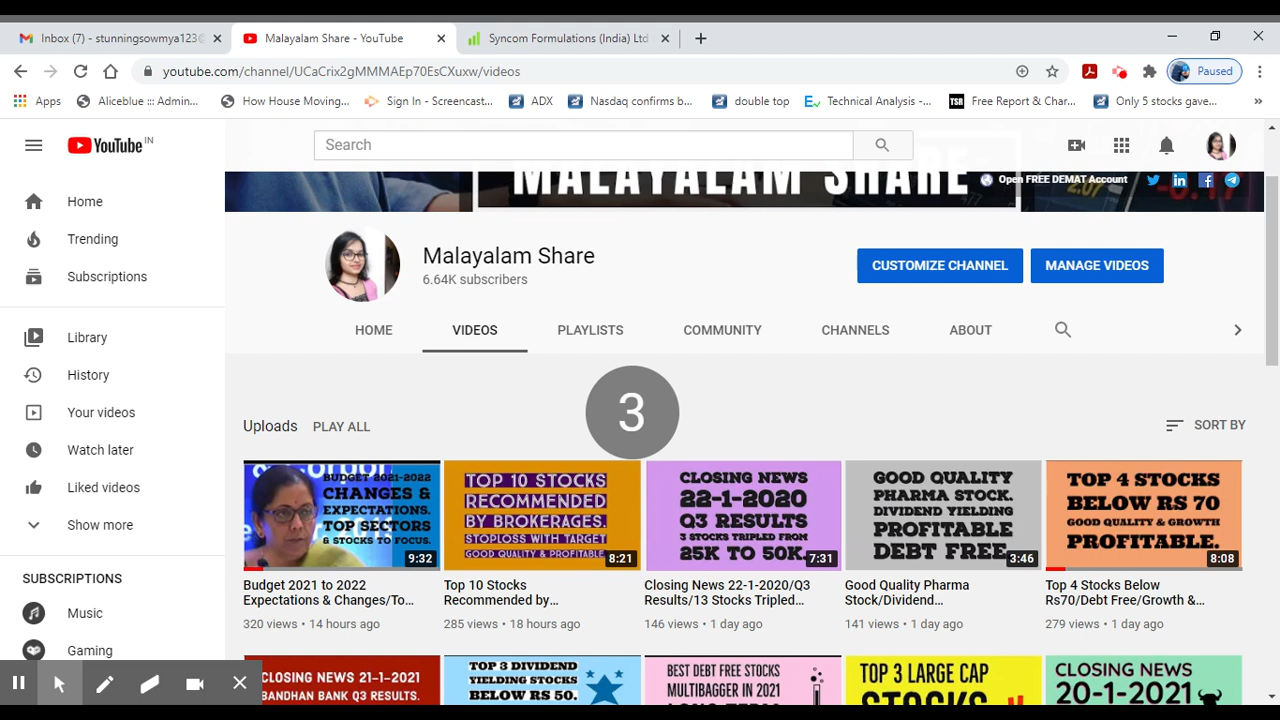 Inbox (7) - stunningsowmya123@
Malayalam Share - YouTube
Syncom Formulations (India) Ltd
youtube.com/channel/UCaCrix2gMMMAEp70EsCXuxw/videos
Paused
Apps
Aliceblue ::: Admin...
How House Moving...
Sign In - Screencast...
ADX
Nasdaq confirms b...
double top
Technical Analysis -...
TSR
Free Report & Char...
Only 5 stocks gave...
»
YouTube IN
Search
MALAYALAM SHARE
Open FREE DEMAT Account
Home
Trending
Subscriptions
Library
History
Your videos
Watch later
Liked videos
Show more
SUBSCRIPTIONS
Music
Gaming
Malayalam Share
6.64K subscribers
CUSTOMIZE CHANNEL
MANAGE VIDEOS
HOME
VIDEOS
PLAYLISTS
COMMUNITY
CHANNELS
ABOUT
3
Uploads
PLAY ALL
SORT BY
BUDGET 2021-2022
CHANGES &
EXPECTATIONS.
TOP SECTORS
& STOCKS TO FOCUS.
9:32
Budget 2021 to 2022
Expectations & Changes/To...
320 views • 14 hours ago
TOP 10 STOCKS
RECOMMENDED
BY BROKERAGES.
STOPLOSS WITH TARGET
GOOD QUALITY & PROFITABLE
8:21
Top 10 Stocks
Recommended by...
285 views • 18 hours ago
CLOSING NEWS
22-1-2020
Q3 RESULTS
3 STOCKS TRIPLED FROM
25K TO 50K
7:31
Closing News 22-1-2020/Q3
Results/13 Stocks Tripled...
146 views • 1 day ago
GOOD QUALITY
PHARMA STOCK.
DIVIDEND YIELDING
PROFITABLE
DEBT FREE
3:46
Good Quality Pharma
Stock/Dividend...
141 views • 1 day ago
TOP 4 STOCKS
BELOW RS 70
GOOD QUALITY & GROWTH
PROFITABLE.
8:08
Top 4 Stocks Below
Rs70/Debt Free/Growth &...
279 views • 1 day ago
CLOSING NEWS 21-1-2021
BANDHAN BANK Q3 RESULTS.
TOP 3 DIVIDEND
YIELDING STOCKS
BELOW RS 50.
BEST DEBT FREE STOCKS
MULTIBAGGER IN 2021
TOP 3 LARGE CAP
STOCKS
CLOSING NEWS
20-1-2021